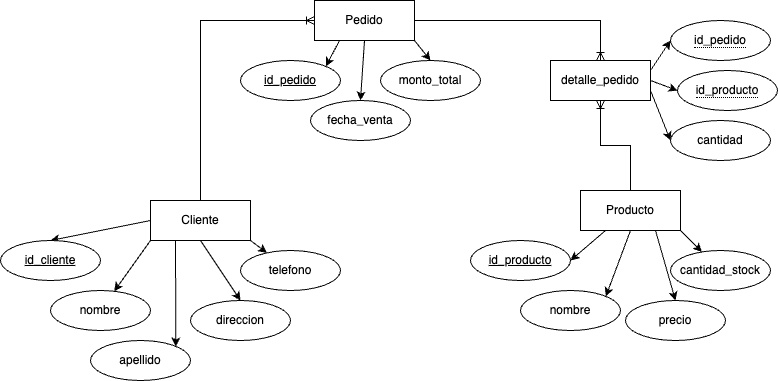 Pedido
id_pedido
fecha_venta
monto_total
detalle_pedido
id_pedido
id_producto
cantidad
Cliente
id_cliente
nombre
apellido
direccion
telefono
Producto
id_producto
nombre
precio
cantidad_stock